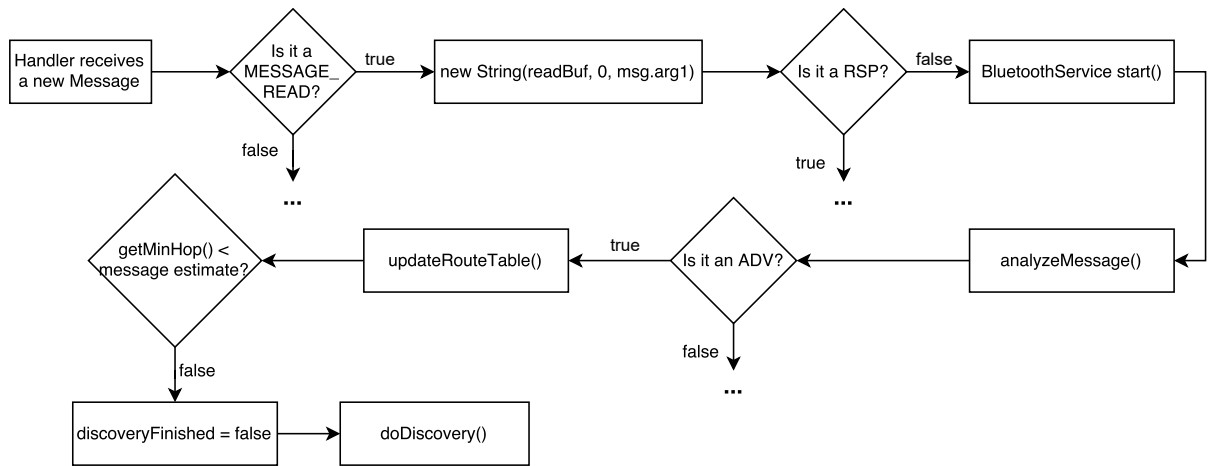 Handler receives
a new Message
Is it a
MESSAGE_
READ?
true
new String(readBuf, 0, msg.arg1)
Is it a RSP?
false
BluetoothService start()
false
...
true
...
getMinHop() <
message estimate?
updateRouteTable()
true
Is it an ADV?
analyzeMessage()
false
...
false
discoveryFinished = false
doDiscovery()